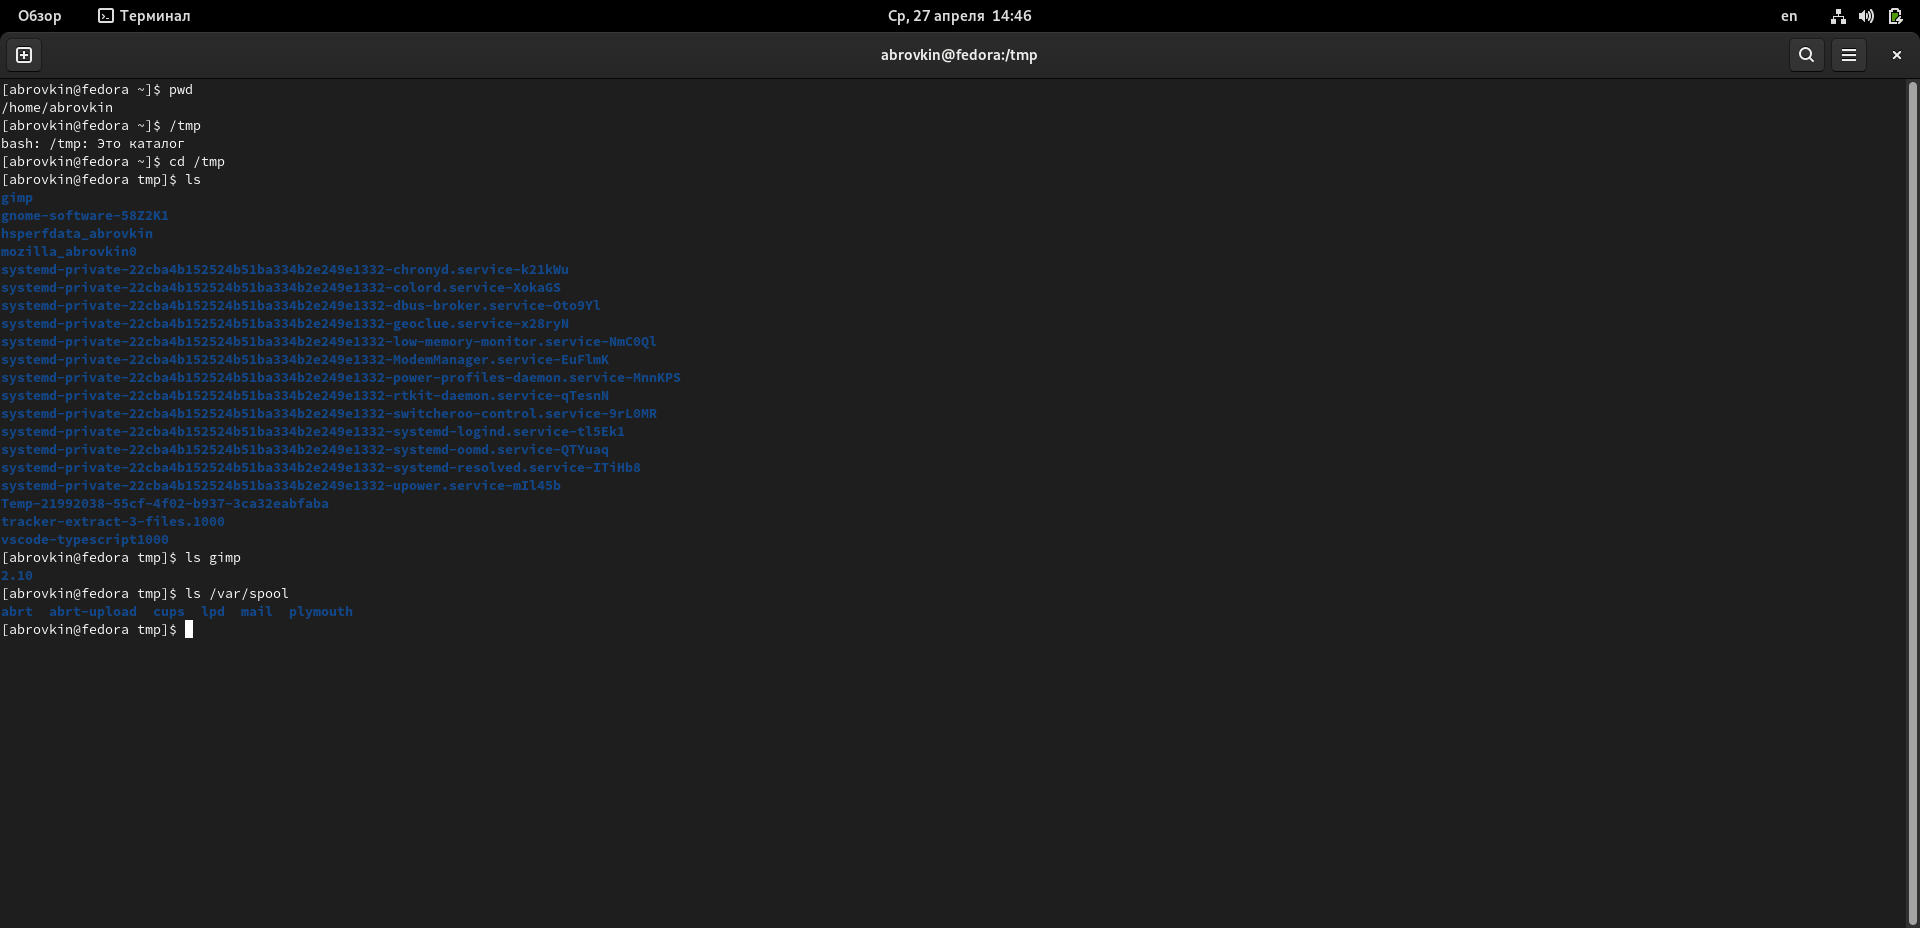 Обзор Терминал Ср, 27 апреля 14:46 en
abrovkin@fedora:/tmp
[abrovkin@fedora ~]$ pwd
/home/abrovkin
[abrovkin@fedora ~]$ /tmp
bash: /tmp: Это каталог
[abrovkin@fedora ~]$ cd /tmp
[abrovkin@fedora tmp]$ ls
gimp
gnome-software-58Z2K1
hsperfdata_abrovkin
mozilla_abrovkin0
systemd-private-22cba4b152524b51ba334b2e249e1332-chronyd.service-k21kWu
systemd-private-22cba4b152524b51ba334b2e249e1332-colord.service-XokaGS
systemd-private-22cba4b152524b51ba334b2e249e1332-dbus-broker.service-Oto9Yl
systemd-private-22cba4b152524b51ba334b2e249e1332-geoclue.service-x28ryN
systemd-private-22cba4b152524b51ba334b2e249e1332-low-memory-monitor.service-NmC0Ql
systemd-private-22cba4b152524b51ba334b2e249e1332-ModemManager.service-EuFlmK
systemd-private-22cba4b152524b51ba334b2e249e1332-power-profiles-daemon.service-MnnKPS
systemd-private-22cba4b152524b51ba334b2e249e1332-rtkit-daemon.service-qTesnN
systemd-private-22cba4b152524b51ba334b2e249e1332-switcheroo-control.service-9rL0MR
systemd-private-22cba4b152524b51ba334b2e249e1332-systemd-logind.service-tl5Ek1
systemd-private-22cba4b152524b51ba334b2e249e1332-systemd-oomd.service-QTYuaq
systemd-private-22cba4b152524b51ba334b2e249e1332-systemd-resolved.service-ITiHb8
systemd-private-22cba4b152524b51ba334b2e249e1332-upower.service-mIl45b
Temp-21992038-55cf-4f02-b937-3ca32eabfaba
tracker-extract-3-files.1000
vscode-typescript1000
[abrovkin@fedora tmp]$ ls gimp
2.10
[abrovkin@fedora tmp]$ ls /var/spool
abrt abrt-upload cups lpd mail plymouth
[abrovkin@fedora tmp]$